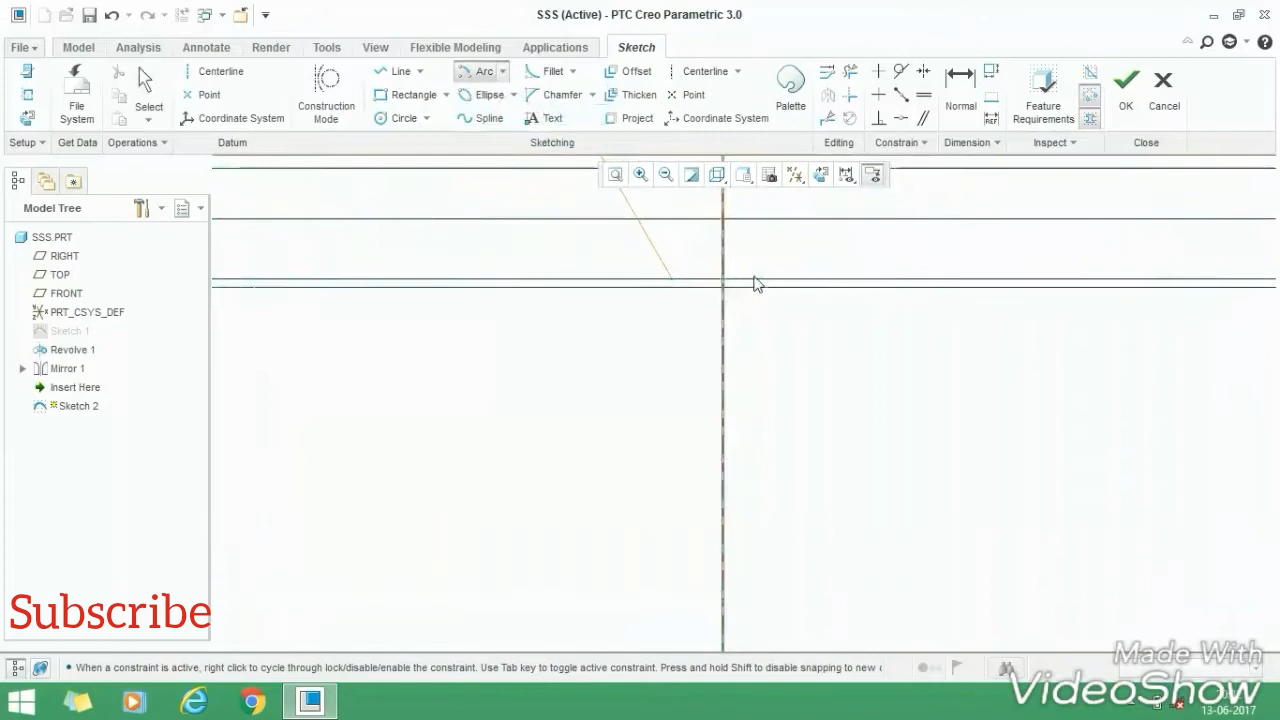 SSS (Active) - PTC Creo Parametric 3.0
File Model Analysis Annotate Render Tools View Flexible Modeling Applications Sketch
Centerline Line Arc Fillet Offset Centerline
Point Rectangle Ellipse Chamfer Thicken Point
File System Select Coordinate System Construction Mode Circle Spline Text Project Coordinate System Palette Normal Feature Requirements OK Cancel
Setup Get Data Operations Datum Sketching Editing Constrain Dimension Inspect Close
Model Tree
SSS.PRT
RIGHT
TOP
FRONT
PRT_CSYS_DEF
Sketch 1
Revolve 1
Mirror 1
Insert Here
Sketch 2
Subscribe
When a constraint is active, right click to cycle through lock/disable/enable the constraint. Use Tab key to toggle active constraint. Press and hold Shift to disable snapping to new c
Made With
VideoShow
13-06-2017